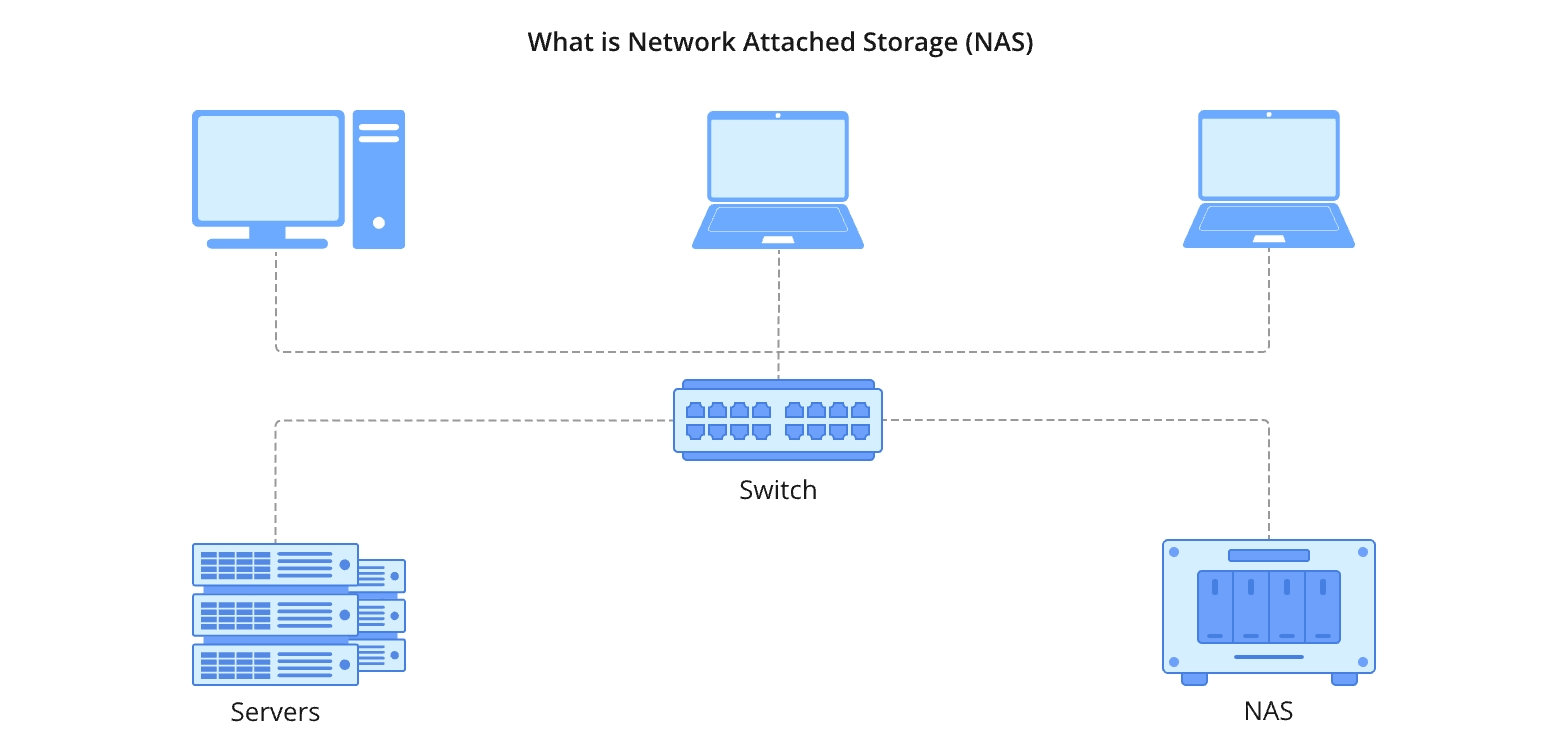 What is Network Attached Storage (NAS)
Switch
Servers
NAS